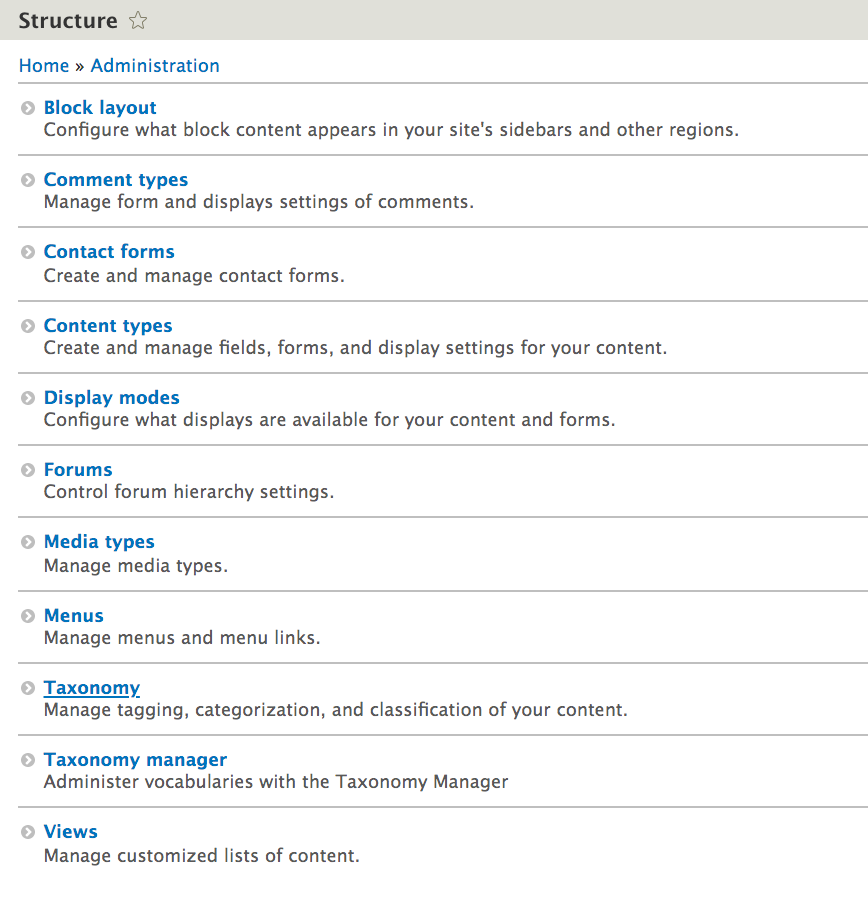 Structure
Home » Administration
Block layout
Configure what block content appears in your site's sidebars and other regions.
Comment types
Manage form and displays settings of comments.
Contact forms
Create and manage contact forms.
Content types
Create and manage fields, forms, and display settings for your content.
Display modes
Configure what displays are available for your content and forms.
Forums
Control forum hierarchy settings.
Media types
Manage media types.
Menus
Manage menus and menu links.
Taxonomy
Manage tagging, categorization, and classification of your content.
Taxonomy manager
Administer vocabularies with the Taxonomy Manager
Views
Manage customized lists of content.